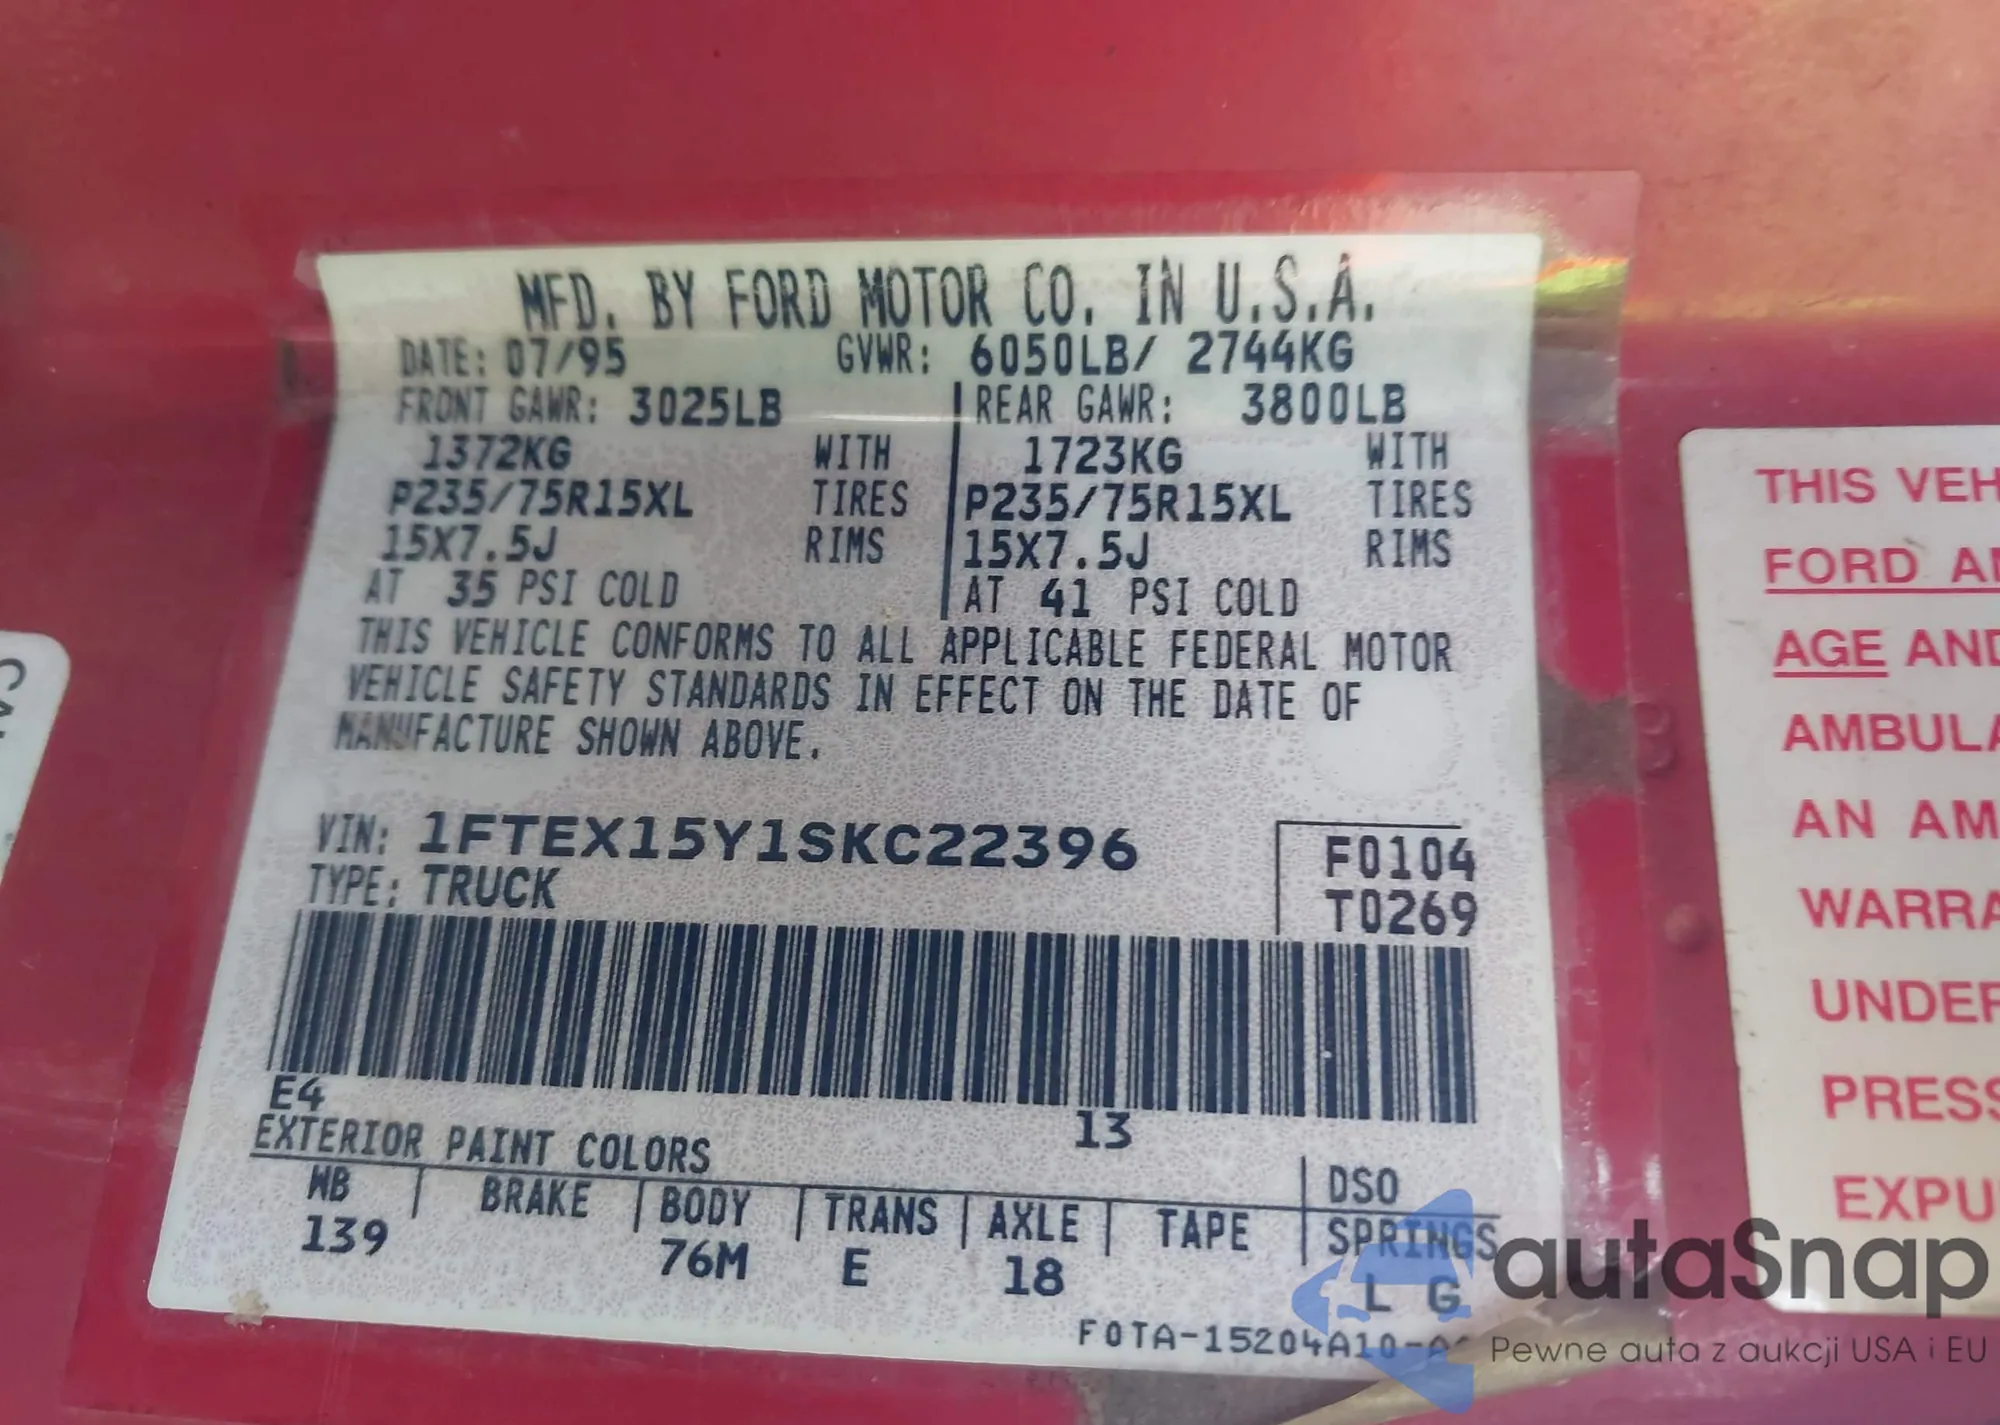 MFD. BY FORD MOTOR CO. IN U.S.A.
DATE: 07/95 GVWR: 6050LB/ 2744KG
FRONT GAWR: 3025LB REAR GAWR: 3800LB
1372KG WITH 1723KG WITH
P235/75R15XL TIRES P235/75R15XL TIRES
15X7.5J RIMS 15X7.5J RIMS
AT 35 PSI COLD AT 41 PSI COLD
THIS VEHICLE CONFORMS TO ALL APPLICABLE FEDERAL MOTOR
VEHICLE SAFETY STANDARDS IN EFFECT ON THE DATE OF
MANUFACTURE SHOWN ABOVE.
VIN: 1FTEX15Y1SKC22396
F0104
TYPE: TRUCK
T0269
E4 13
EXTERIOR PAINT COLORS DSO
WB BRAKE BODY TRANS AXLE TAPE SPRINGS
139 76M E 18 L G
F0TA-15204A10-
THIS VEH
FORD AM
AGE AND
AMBULA
AN AM
WARRA
UNDER
PRESS
EXPU
autaSnap
Pewne auta z aukcji USA i EU